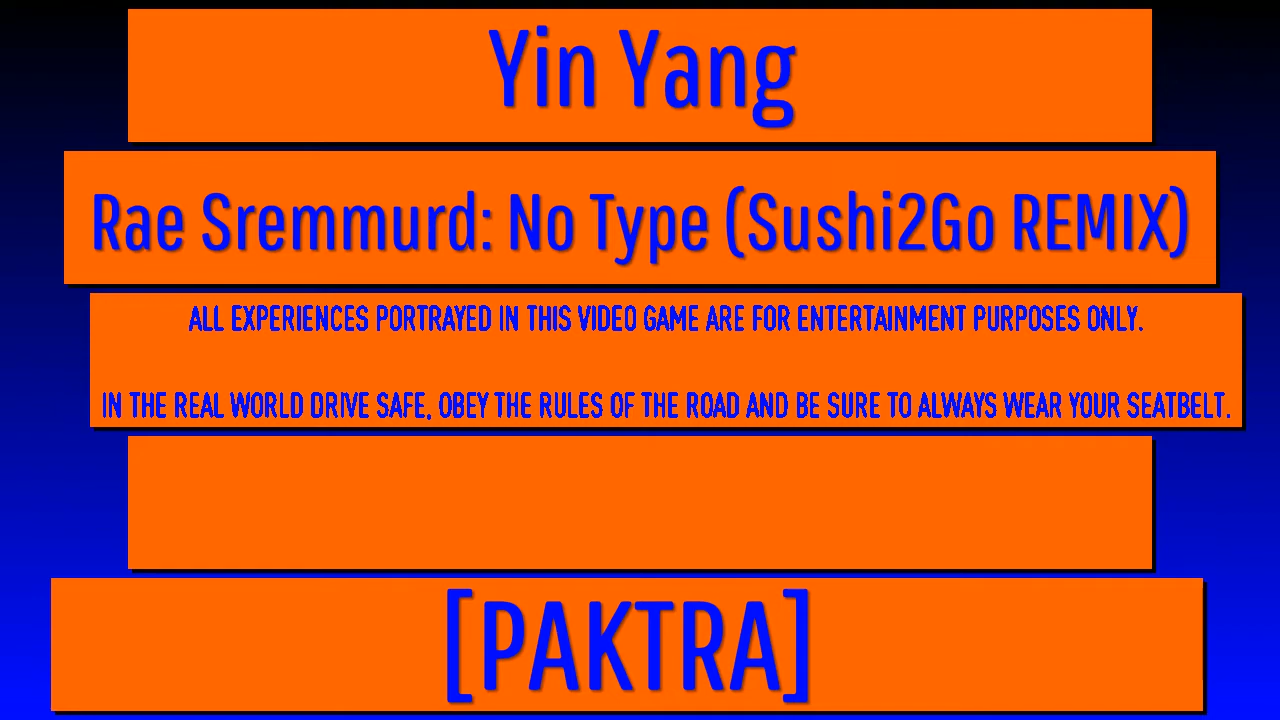 Yin Yang
Rae Sremmurd: No Type (Sushi2Go REMIX)
ALL EXPERIENCES PORTRAYED IN THIS VIDEO GAME ARE FOR ENTERTAINMENT PURPOSES ONLY.
IN THE REAL WORLD DRIVE SAFE, OBEY THE RULES OF THE ROAD AND BE SURE TO ALWAYS WEAR YOUR SEATBELT.
[PAKTRA]